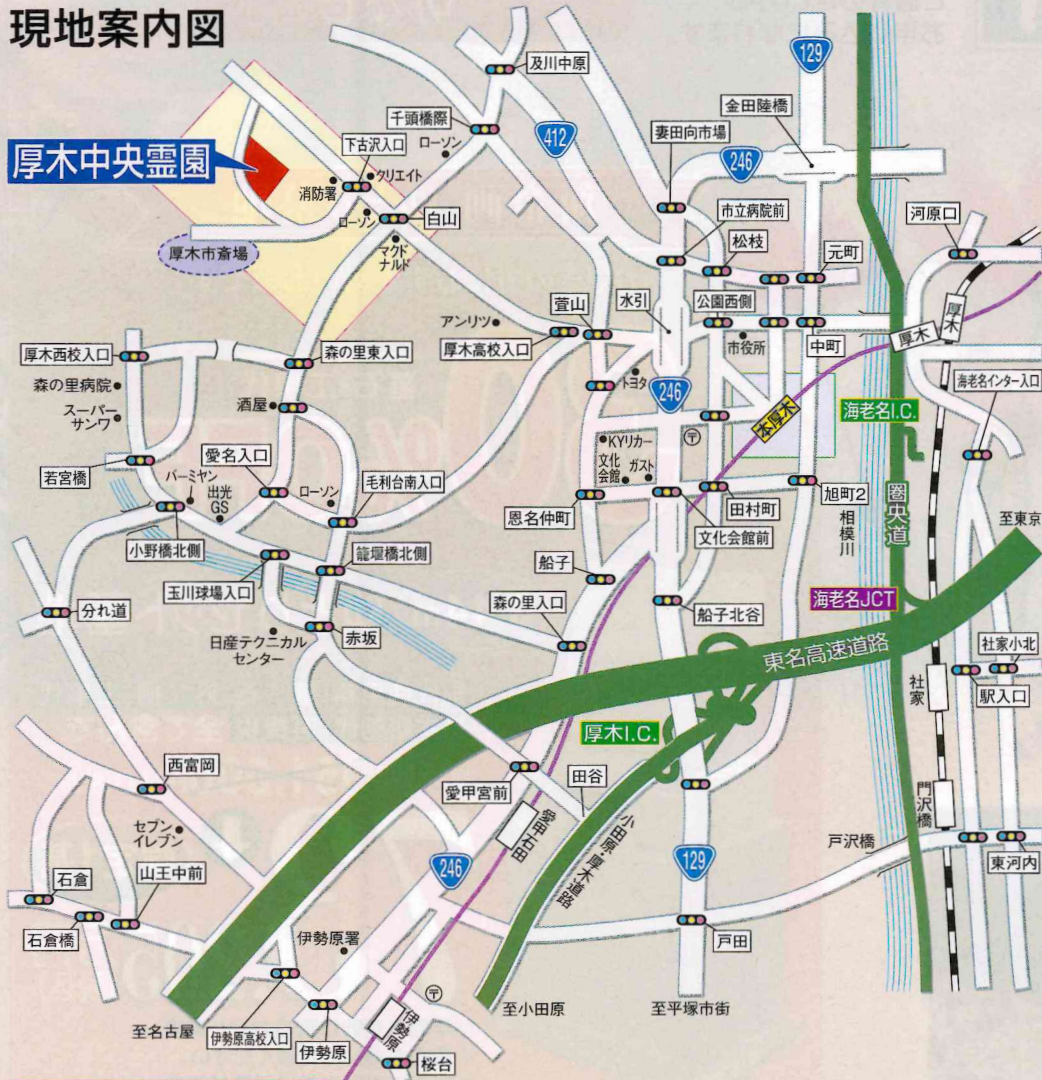 現地案内図
厚木中央霊園
及川中原
129
千頭橋際
金田陸橋
412
妻田向市場
ローソン
下古沢入口
246
クリエイト
消防署
ローソン
白山
市立病院前
河原口
松枝
厚木市斎場
マクド
ナルド
元町
萱山
水引
公園西側
厚木
アンリツ
厚木高校入口
市役所
中町
厚木
厚木西校入口
森の里東入口
トヨタ
海老名インター入口
森の里病院
246
スーパー
サンワ
酒屋
本厚木
海老名I.C.
KYリカー
〒
若宮橋
愛名入口
文化
会館
ガスト
バーミヤン
出光
GS
ローソン
毛利台南入口
恩名仲町
田村町
旭町2
圏央道
相模川
至東京
小野橋北側
文化会館前
籠堰橋北側
船子
玉川球場入口
森の里入口
船子北谷
海老名JCT
分れ道
日産テクニカル
センター
赤坂
東名高速道路
社家小北
社家
駅入口
厚木I.C.
西富岡
愛甲宮前
田谷
門沢橋
セブン
イレブン
愛甲石田
小田原・厚木道路
戸沢橋
246
129
東河内
石倉
山王中前
石倉橋
伊勢原署
戸田
〒
至名古屋
伊勢原高校入口
伊勢原
伊勢原
至小田原
至平塚市街
桜台